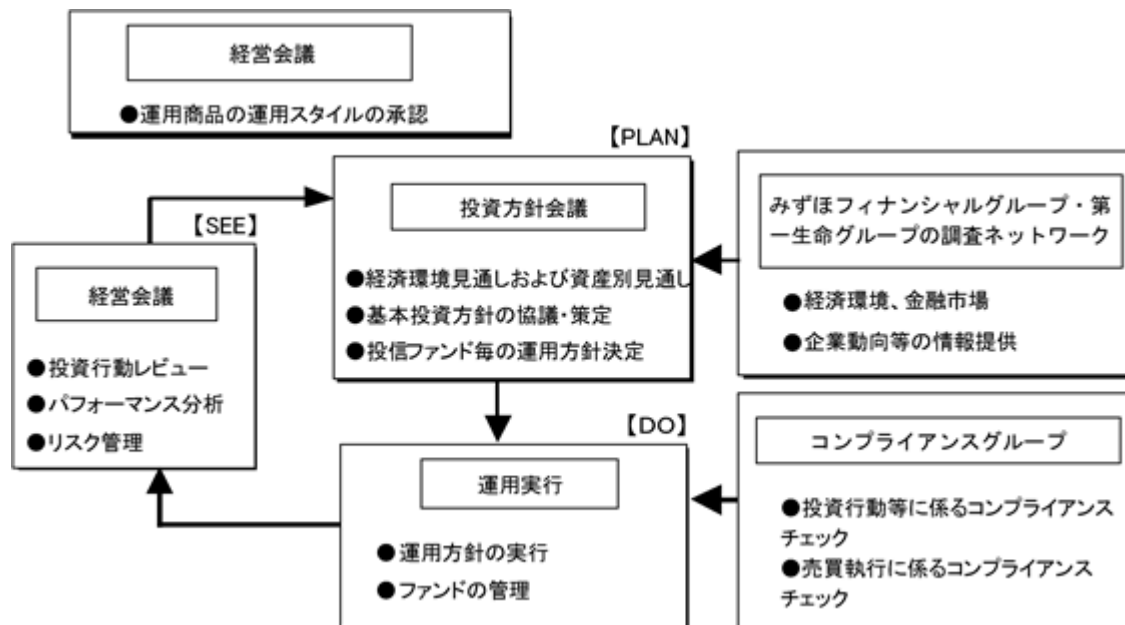 経営会議
●運用商品の運用スタイルの承認
【PLAN】
投資方針会議
●経済環境見通しおよび資産別見通し
●基本投資方針の協議・策定
●投信ファンド毎の運用方針決定
みずほフィナンシャルグループ・第
一生命グループの調査ネットワーク
●経済環境、金融市場
●企業動向等の情報提供
【SEE】
経営会議
●投資行動レビュー
●パフォーマンス分析
●リスク管理
【DO】
運用実行
●運用方針の実行
●ファンドの管理
コンプライアンスグループ
●投資行動等に係るコンプライアンス
チェック
●売買執行に係るコンプライアンス
チェック